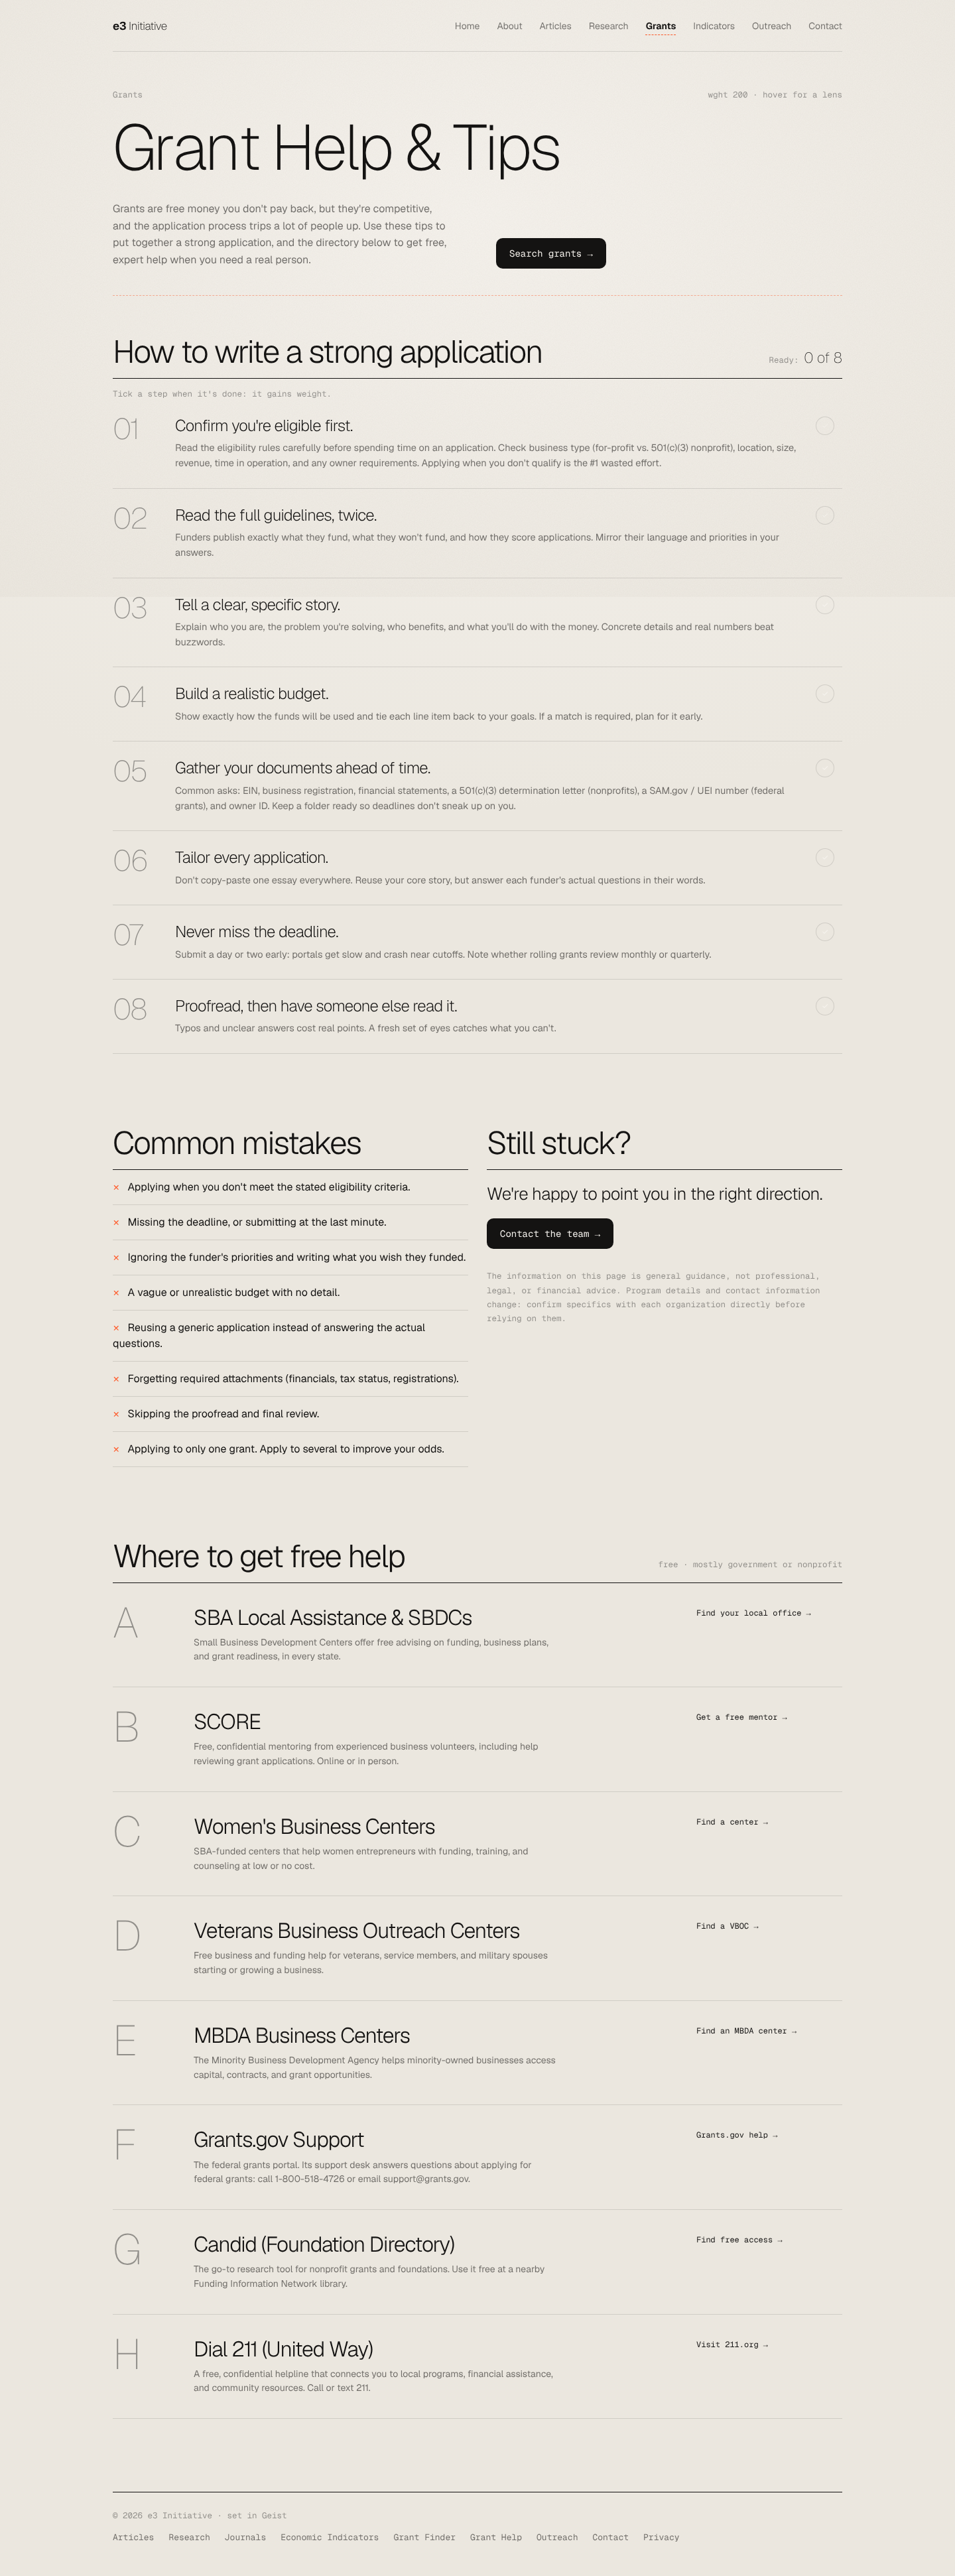 e3 Initiative
Home About Articles Research Grants Indicators Outreach Contact
Grants
wght 200 · hover for a lens
Grant Help & Tips
Grants are free money you don't pay back, but they're competitive,
and the application process trips a lot of people up. Use these tips to
put together a strong application, and the directory below to get free,
expert help when you need a real person.
Search grants →
How to write a strong application
Ready: 0 of 8
Tick a step when it's done: it gains weight.
01
Confirm you're eligible first.
Read the eligibility rules carefully before spending time on an application. Check business type (for-profit vs. 501(c)(3) nonprofit), location, size,
revenue, time in operation, and any owner requirements. Applying when you don't qualify is the #1 wasted effort.
02
Read the full guidelines, twice.
Funders publish exactly what they fund, what they won't fund, and how they score applications. Mirror their language and priorities in your
answers.
03
Tell a clear, specific story.
Explain who you are, the problem you're solving, who benefits, and what you'll do with the money. Concrete details and real numbers beat
buzzwords.
04
Build a realistic budget.
Show exactly how the funds will be used and tie each line item back to your goals. If a match is required, plan for it early.
05
Gather your documents ahead of time.
Common asks: EIN, business registration, financial statements, a 501(c)(3) determination letter (nonprofits), a SAM.gov / UEI number (federal
grants), and owner ID. Keep a folder ready so deadlines don't sneak up on you.
06
Tailor every application.
Don't copy-paste one essay everywhere. Reuse your core story, but answer each funder's actual questions in their words.
07
Never miss the deadline.
Submit a day or two early: portals get slow and crash near cutoffs. Note whether rolling grants review monthly or quarterly.
08
Proofread, then have someone else read it.
Typos and unclear answers cost real points. A fresh set of eyes catches what you can't.
Common mistakes
× Applying when you don't meet the stated eligibility criteria.
× Missing the deadline, or submitting at the last minute.
× Ignoring the funder's priorities and writing what you wish they funded.
× A vague or unrealistic budget with no detail.
× Reusing a generic application instead of answering the actual
questions.
× Forgetting required attachments (financials, tax status, registrations).
× Skipping the proofread and final review.
× Applying to only one grant. Apply to several to improve your odds.
Still stuck?
We're happy to point you in the right direction.
Contact the team →
The information on this page is general guidance, not professional,
legal, or financial advice. Program details and contact information
change: confirm specifics with each organization directly before
relying on them.
Where to get free help
free · mostly government or nonprofit
A
SBA Local Assistance & SBDCs
Small Business Development Centers offer free advising on funding, business plans,
and grant readiness, in every state.
Find your local office →
B
SCORE
Free, confidential mentoring from experienced business volunteers, including help
reviewing grant applications. Online or in person.
Get a free mentor →
C
Women's Business Centers
SBA-funded centers that help women entrepreneurs with funding, training, and
counseling at low or no cost.
Find a center →
D
Veterans Business Outreach Centers
Free business and funding help for veterans, service members, and military spouses
starting or growing a business.
Find a VBOC →
E
MBDA Business Centers
The Minority Business Development Agency helps minority-owned businesses access
capital, contracts, and grant opportunities.
Find an MBDA center →
F
Grants.gov Support
The federal grants portal. Its support desk answers questions about applying for
federal grants: call 1-800-518-4726 or email support@grants.gov.
Grants.gov help →
G
Candid (Foundation Directory)
The go-to research tool for nonprofit grants and foundations. Use it free at a nearby
Funding Information Network library.
Find free access →
H
Dial 211 (United Way)
A free, confidential helpline that connects you to local programs, financial assistance,
and community resources. Call or text 211.
Visit 211.org →
© 2026 e3 Initiative · set in Geist
Articles Research Journals Economic Indicators Grant Finder Grant Help Outreach Contact Privacy